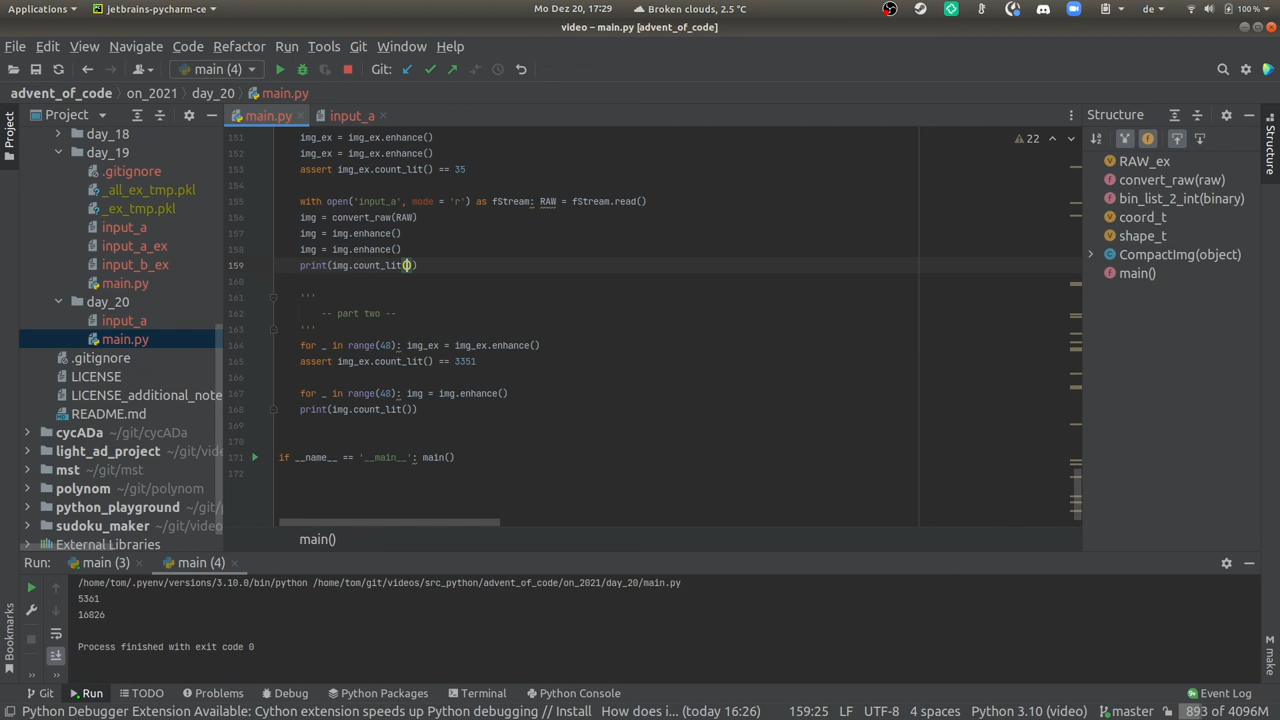 Applications
jetbrains-pycharm-ce
Mo Dez 20, 17:29
Broken clouds, 2.5 °C
de
100 %
video – main.py [advent_of_code]
File Edit View Navigate Code Refactor Run Tools Git Window Help
main (4)
Git:
advent_of_code
on_2021
day_20
main.py
Project
main.py
input_a
Structure
Project
day_18
day_19
.gitignore
_all_ex_tmp.pkl
_ex_tmp.pkl
input_a
input_a_ex
input_b_ex
main.py
day_20
input_a
main.py
.gitignore
LICENSE
LICENSE_additional_note
README.md
cycADa ~/git/cycADa
light_ad_project ~/git
mst ~/git/mst
polynom ~/git/polynom
python_playground ~/git
sudoku_maker ~/git/video
External Libraries
151 img_ex = img_ex.enhance()
152 img_ex = img_ex.enhance()
153 assert img_ex.count_lit() == 35
154
155 with open('input_a', mode = 'r') as fStream: RAW = fStream.read()
156 img = convert_raw(RAW)
157 img = img.enhance()
158 img = img.enhance()
159 print(img.count_lit())
160
161 '''
162 -- part two --
163 '''
164 for _ in range(48): img_ex = img_ex.enhance()
165 assert img_ex.count_lit() == 3351
166
167 for _ in range(48): img = img.enhance()
168 print(img.count_lit())
169
170
171 if __name__ == '__main__': main()
172
main()
22
RAW_ex
convert_raw(raw)
bin_list_2_int(binary)
coord_t
shape_t
CompactImg(object)
main()
Structure
make
Bookmarks
Run:
main (3)
main (4)
/home/tom/.pyenv/versions/3.10.0/bin/python /home/tom/git/videos/src_python/advent_of_code/on_2021/day_20/main.py
5361
16826
Process finished with exit code 0
Git
Run
TODO
Problems
Debug
Python Packages
Terminal
Python Console
Event Log
Python Debugger Extension Available: Cython extension speeds up Python debugging // Install How does i... (today 16:26)
159:25
LF
UTF-8
4 spaces
Python 3.10 (video)
master
893 of 4096M